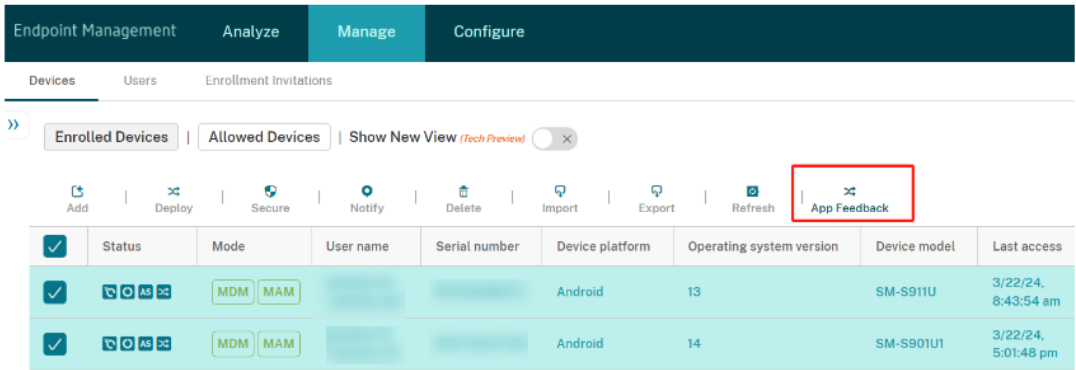 Endpoint Management Analyze Manage Configure
Devices Users Enrollment Invitations
Enrolled Devices | Allowed Devices | Show New View (Tech Preview)
Add | Deploy | Secure | Notify | Delete | Import | Export | Refresh | App Feedback
Status Mode User name Serial number Device platform Operating system version Device model Last access
AS MDM MAM Android 13 SM-S911U 3/22/24,
8:43:54 am
AS MDM MAM Android 14 SM-S901U1 3/22/24,
5:01:48 pm